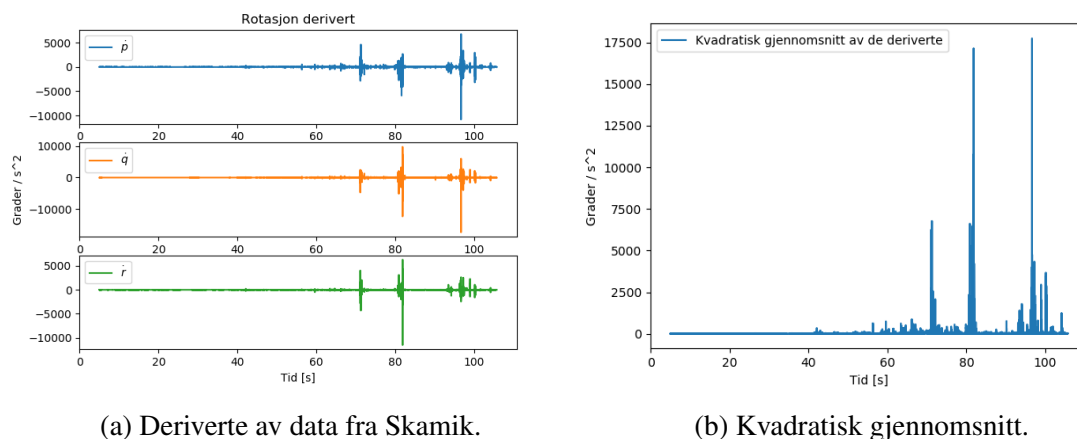 Rotasjon derivert
ṗ
5000
0
−5000
−10000
0 20 40 60 80 100
q̇
10000
0
−10000
0 20 40 60 80 100
ṙ
5000
0
−5000
−10000
0 20 40 60 80 100
Grader / s^2
Tid [s]
(a) Deriverte av data fra Skamik.
Kvadratisk gjennomsnitt av de deriverte
17500
15000
12500
10000
7500
5000
2500
0
0 20 40 60 80 100
Grader / s^2
Tid [s]
(b) Kvadratisk gjennomsnitt.